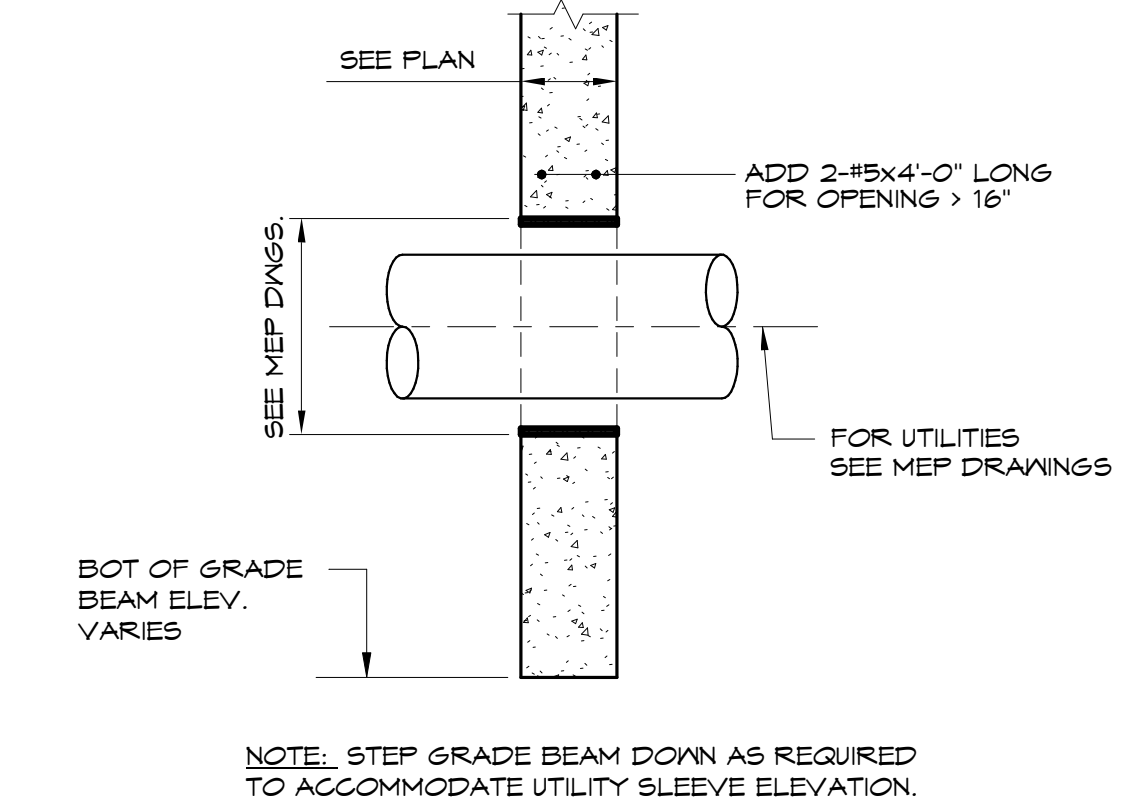 SEE PLAN
ADD 2-#5x4'-0" LONG
FOR OPENING > 16"
SEE MEP DWGS.
FOR UTILITIES
SEE MEP DRAWINGS
BOT OF GRADE
BEAM ELEV.
VARIES
NOTE: STEP GRADE BEAM DOWN AS REQUIRED
TO ACCOMMODATE UTILITY SLEEVE ELEVATION.